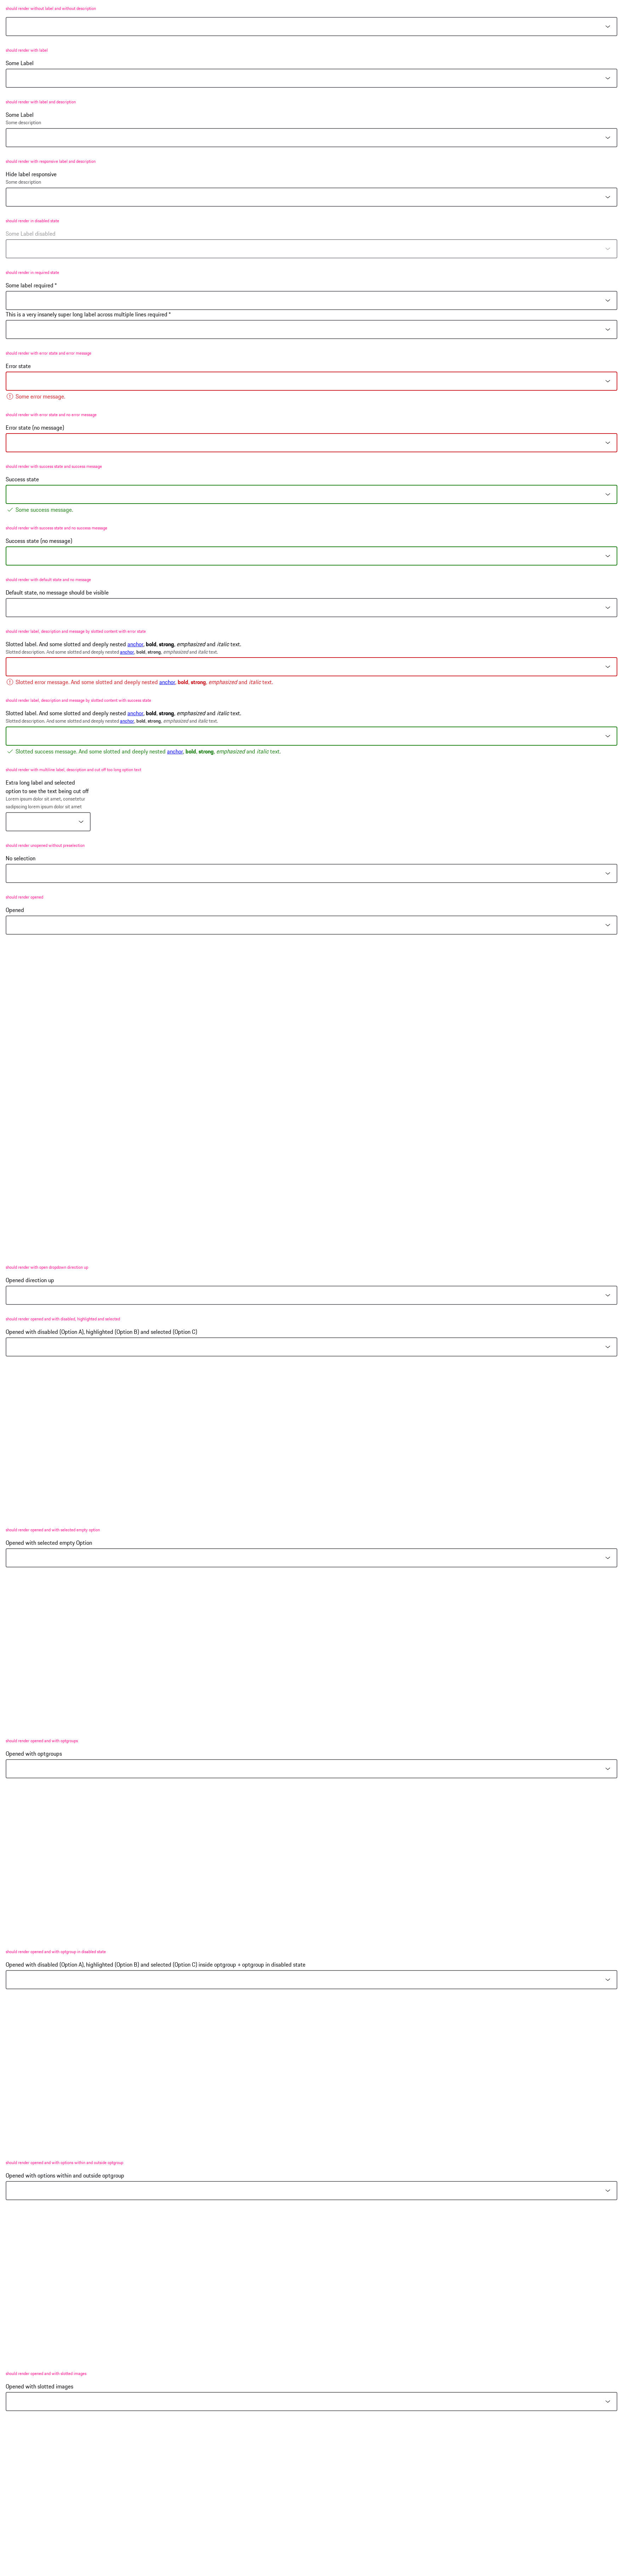 should render without label and without description
should render with label
Some Label
should render with label and description
Some Label
Some description
should render with responsive label and description
Hide label responsive
Some description
should render in disabled state
Some Label disabled
should render in required state
Some label required *
This is a very insanely super long label across multiple lines required *
should render with error state and error message
Error state
Some error message.
should render with error state and no error message
Error state (no message)
should render with success state and success message
Success state
Some success message.
should render with success state and no success message
Success state (no message)
should render with default state and no message
Default state, no message should be visible
should render label, description and message by slotted content with error state
Slotted label. And some slotted and deeply nested anchor, bold, strong, emphasized and italic text.
Slotted description. And some slotted and deeply nested anchor, bold, strong, emphasized and italic text.
Slotted error message. And some slotted and deeply nested anchor, bold, strong, emphasized and italic text.
should render label, description and message by slotted content with success state
Slotted label. And some slotted and deeply nested anchor, bold, strong, emphasized and italic text.
Slotted description. And some slotted and deeply nested anchor, bold, strong, emphasized and italic text.
Slotted success message. And some slotted and deeply nested anchor, bold, strong, emphasized and italic text.
should render with multiline label, description and cut off too long option text
Extra long label and selected
option to see the text being cut off
Lorem ipsum dolor sit amet, consetetur
sadipscing lorem ipsum dolor sit amet
should render unopened without preselection
No selection
should render opened
Opened
should render with open dropdown direction up
Opened direction up
should render opened and with disabled, highlighted and selected
Opened with disabled (Option A), highlighted (Option B) and selected (Option C)
should render opened and with selected empty option
Opened with selected empty Option
should render opened and with optgroups
Opened with optgroups
should render opened and with optgroup in disabled state
Opened with disabled (Option A), highlighted (Option B) and selected (Option C) inside optgroup + optgroup in disabled state
should render opened and with options within and outside optgroup
Opened with options within and outside optgroup
should render opened and with slotted images
Opened with slotted images